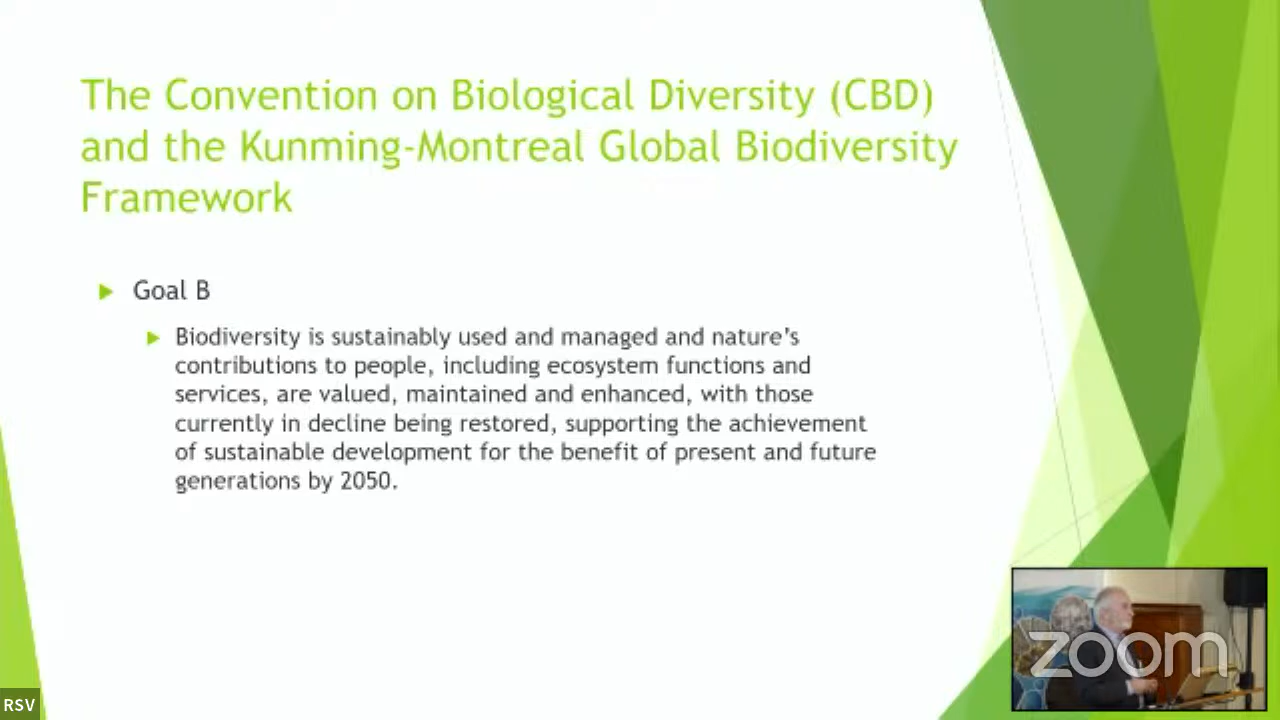 The Convention on Biological Diversity (CBD)
and the Kunming-Montreal Global Biodiversity
Framework
Goal B
Biodiversity is sustainably used and managed and nature's
contributions to people, including ecosystem functions and
services, are valued, maintained and enhanced, with those
currently in decline being restored, supporting the achievement
of sustainable development for the benefit of present and future
generations by 2050.
zoom
RSV